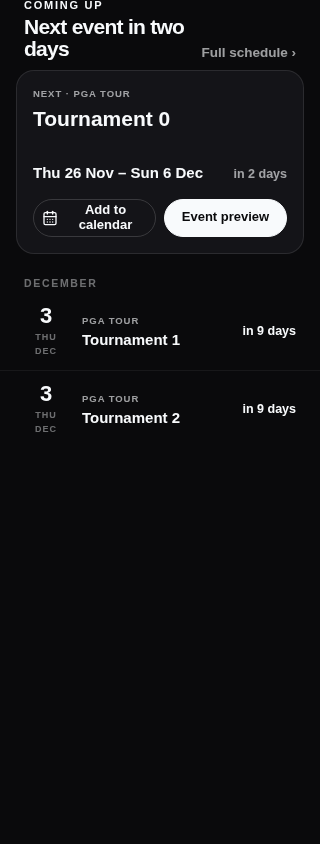 COMING UP
Next event in two
days
Full schedule ›
NEXT · PGA TOUR
Tournament 0
Thu 26 Nov – Sun 6 Dec
in 2 days
Add to
calendar
Event preview
DECEMBER
3
THU
DEC
PGA TOUR
Tournament 1
in 9 days
3
THU
DEC
PGA TOUR
Tournament 2
in 9 days